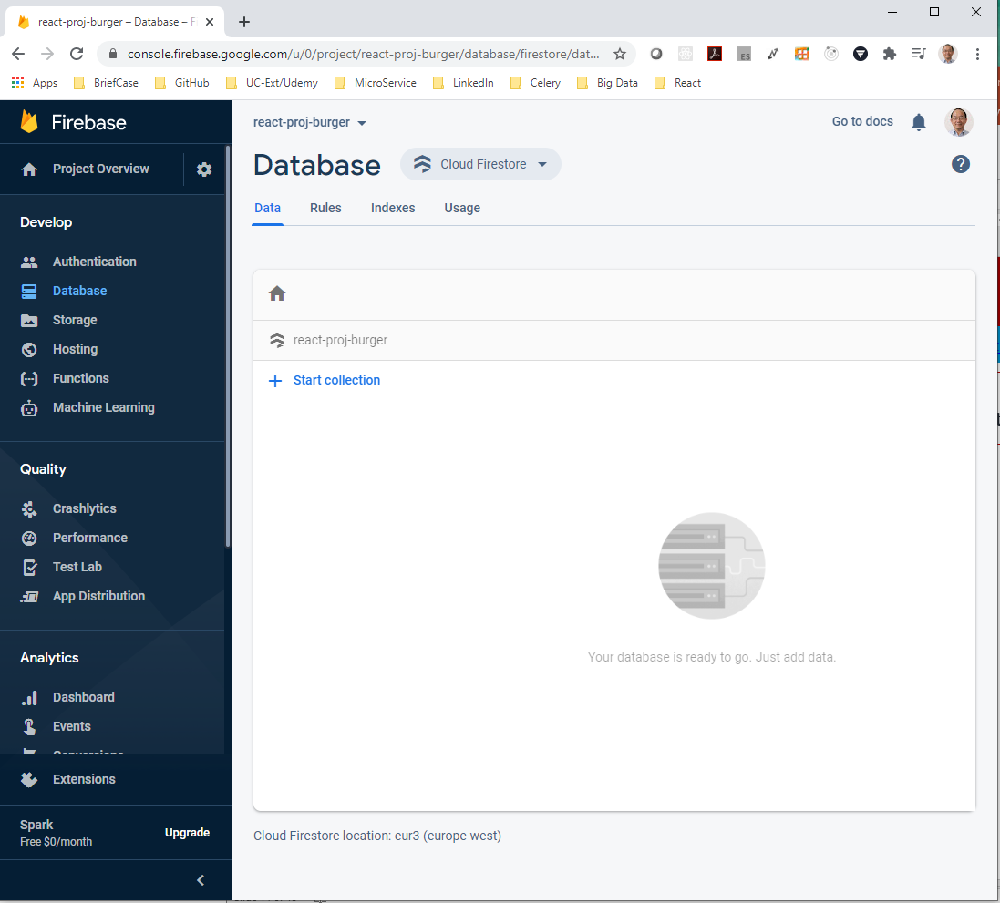 react-proj-burger – Database – F
console.firebase.google.com/u/0/project/react-proj-burger/database/firestore/dat...
ES
Apps BriefCase GitHub UC-Ext/Udemy MicroService LinkedIn Celery Big Data React
Firebase
Project Overview
Develop
Authentication
Database
Storage
Hosting
Functions
Machine Learning
Quality
Crashlytics
Performance
Test Lab
App Distribution
Analytics
Dashboard
Events
Conversions
Extensions
Spark
Free $0/month
Upgrade
react-proj-burger
Go to docs
Database
Cloud Firestore
?
Data Rules Indexes Usage
react-proj-burger
+ Start collection
Your database is ready to go. Just add data.
Cloud Firestore location: eur3 (europe-west)